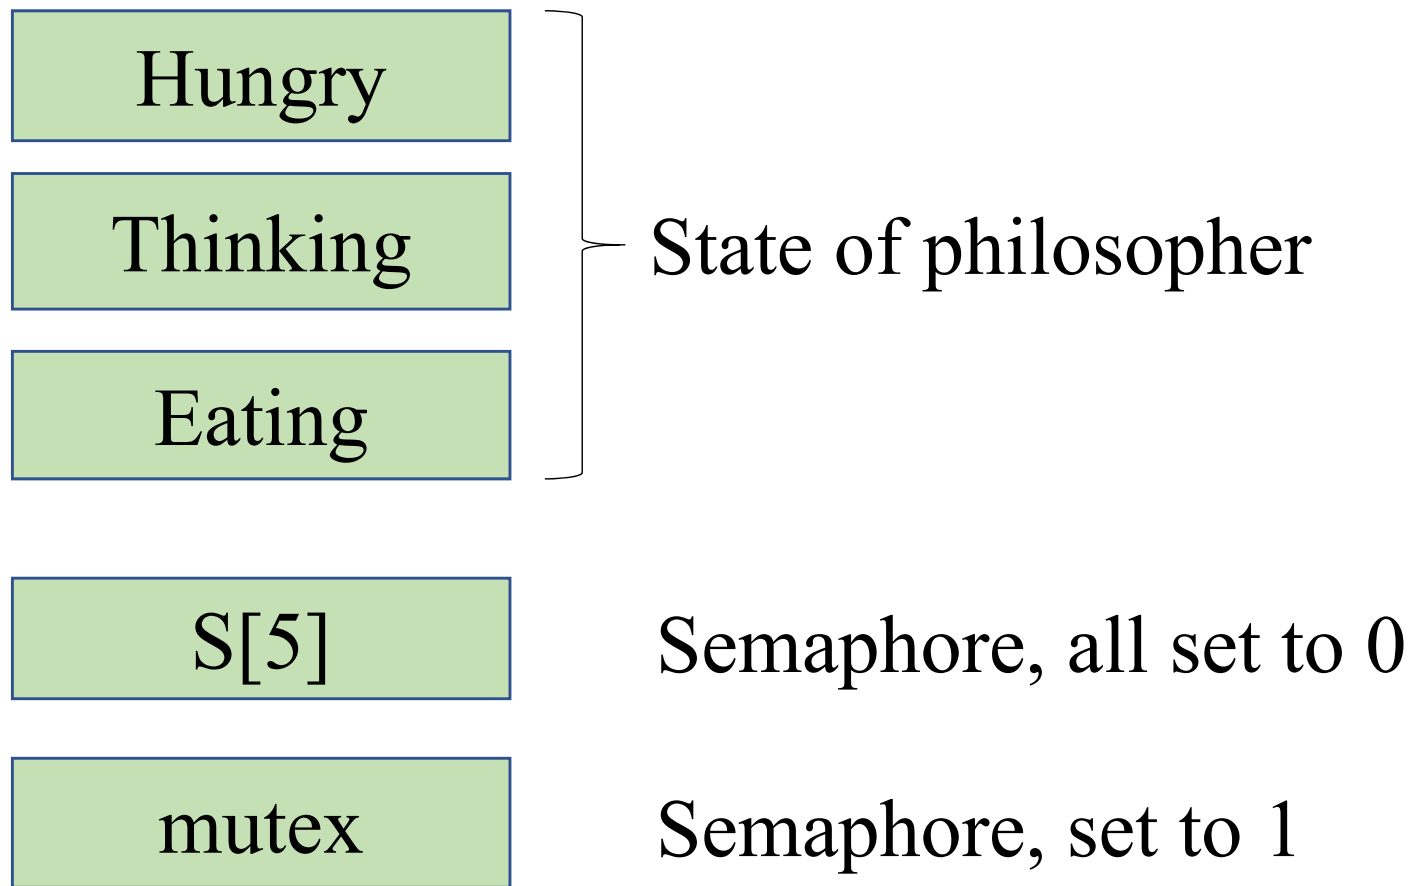 Hungry
Thinking
State of philosopher
Eating
S[5]
Semaphore, all set to 0
mutex
Semaphore, set to 1